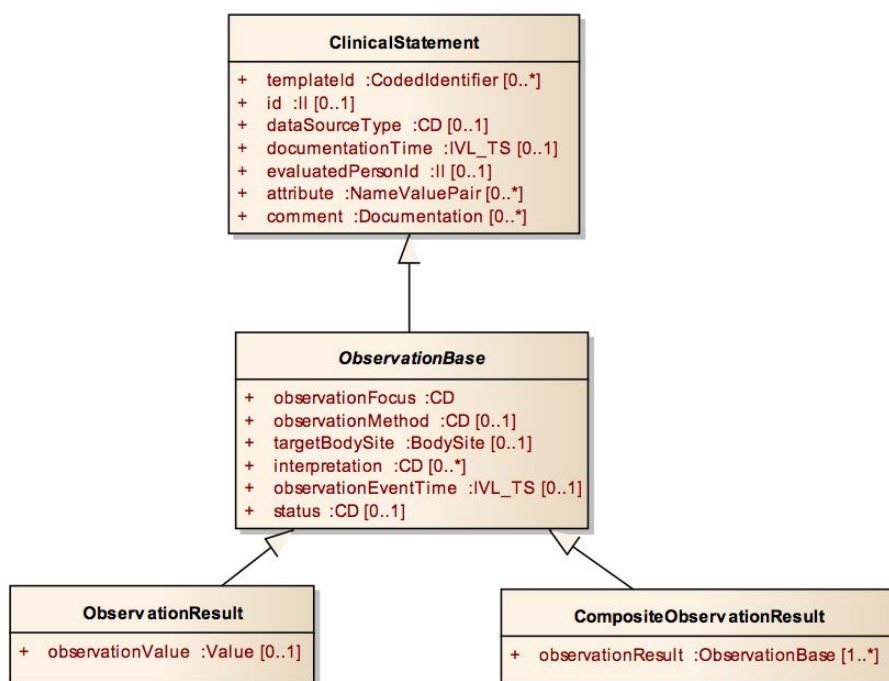 ClinicalStatement
+ templateId :CodedIdentifier [0..*]
+ id :II [0..1]
+ dataSourceType :CD [0..1]
+ documentationTime :IVL_TS [0..1]
+ evaluatedPersonId :II [0..1]
+ attribute :NameValuePair [0..*]
+ comment :Documentation [0..*]
ObservationBase
+ observationFocus :CD
+ observationMethod :CD [0..1]
+ targetBodySite :BodySite [0..1]
+ interpretation :CD [0..*]
+ observationEventTime :IVL_TS [0..1]
+ status :CD [0..1]
ObservationResult
+ observationValue :Value [0..1]
CompositeObservationResult
+ observationResult :ObservationBase [1..*]